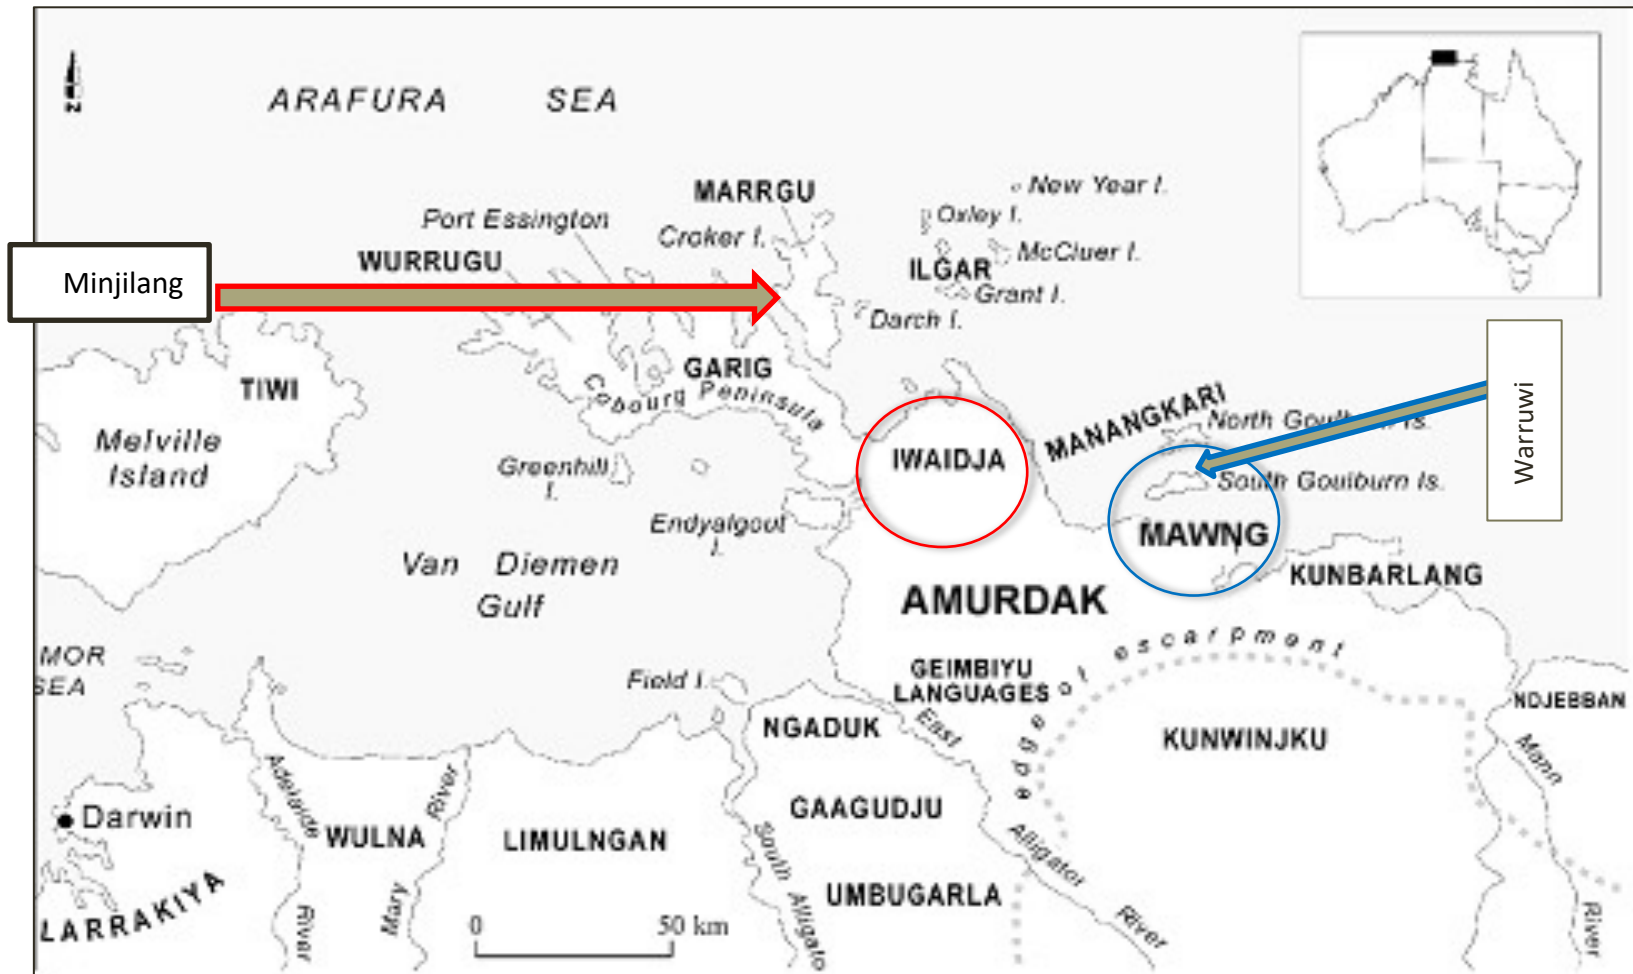 N
ARAFURA SEA
MARRGU
New Year I.
Port Essington
Oxley I.
Croker I.
McCluer I.
WURRUGU
ILGAR
Minjilang
Grant I.
Darch I.
GARIG
TIWI
Cobourg Peninsula
MANANGKARI
North Goulburn Is.
Warruwi
Melville
Island
IWAIDJA
Greenhill
I.
South Goulburn Is.
Endyalgout
I.
MAWNG
Van Diemen
Gulf
KUNBARLANG
AMURDAK
edge of escarpment
MOR
SEA
GEIMBIYU
LANGUAGES
Field I.
NDJEBBAN
NGADUK
East Alligator River
KUNWINJKU
Mann River
Adelaide River
Mary River
GAAGUDJU
Darwin
WULNA
LIMULNGAN
South Alligato
UMBUGARLA
LARRAKIYA
0 50 km